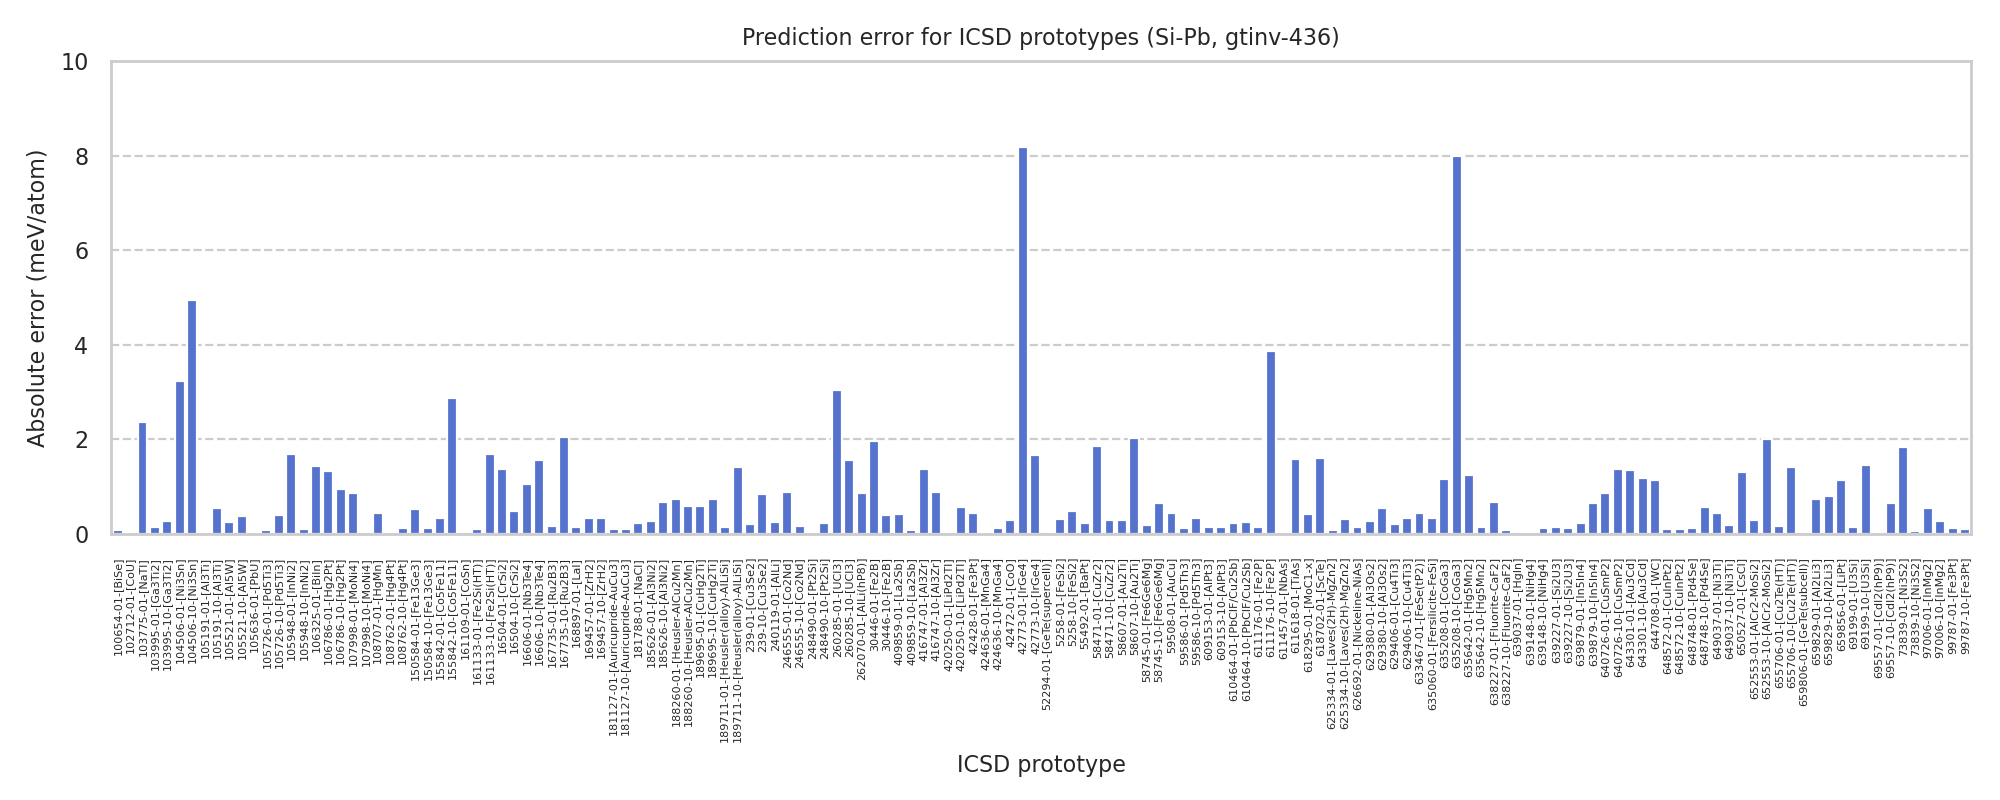 Prediction error for ICSD prototypes (Si-Pb, gtinv-436)
Absolute error (meV/atom)
10
8
6
4
2
0
100654-01-[BiSe]
102712-01-[CoU]
103775-01-[NaTl]
103995-01-[Ga3Ti2]
103995-10-[Ga3Ti2]
104506-01-[Ni3Sn]
104506-10-[Ni3Sn]
105191-01-[Al3Ti]
105191-10-[Al3Ti]
105521-01-[Al5W]
105521-10-[Al5W]
105636-01-[PbU]
105726-01-[Pd5Ti3]
105726-10-[Pd5Ti3]
105948-01-[InNi2]
105948-10-[InNi2]
106325-01-[BiIn]
106786-01-[Hg2Pt]
106786-10-[Hg2Pt]
107998-01-[MoNi4]
107998-10-[MoNi4]
108707-01-[HgMn]
108762-01-[Hg4Pt]
108762-10-[Hg4Pt]
150584-01-[Fe13Ge3]
150584-10-[Fe13Ge3]
155842-01-[Co5Fe11]
155842-10-[Co5Fe11]
161109-01-[CoSn]
161133-01-[Fe2Si(HT)]
161133-10-[Fe2Si(HT)]
16504-01-[CrSi2]
16504-10-[CrSi2]
16606-01-[Nb3Te4]
16606-10-[Nb3Te4]
167735-01-[Ru2B3]
167735-10-[Ru2B3]
168897-01-[LaI]
169457-01-[ZrH2]
169457-10-[ZrH2]
181127-01-[Auricupride-AuCu3]
181127-10-[Auricupride-AuCu3]
181788-01-[NaCl]
185626-01-[Al3Ni2]
185626-10-[Al3Ni2]
188260-01-[Heusler-AlCu2Mn]
188260-10-[Heusler-AlCu2Mn]
189695-01-[CuHg2Ti]
189695-10-[CuHg2Ti]
189711-01-[Heusler(alloy)-AlLiSi]
189711-10-[Heusler(alloy)-AlLiSi]
239-01-[Cu3Se2]
239-10-[Cu3Se2]
240119-01-[AlLi]
246555-01-[Co2Nd]
246555-10-[Co2Nd]
248490-01-[Pt2Si]
248490-10-[Pt2Si]
260285-01-[UCl3]
260285-10-[UCl3]
262070-01-[AlLi(hP8)]
30446-01-[Fe2B]
30446-10-[Fe2B]
409859-01-[La2Sb]
409859-10-[La2Sb]
416747-01-[Al3Zr]
416747-10-[Al3Zr]
420250-01-[LiPd2Tl]
420250-10-[LiPd2Tl]
42428-01-[Fe3Pt]
424636-01-[MnGa4]
424636-10-[MnGa4]
42472-01-[CoO]
42773-01-[IrGe4]
42773-10-[IrGe4]
52294-01-[GeTe(supercell)]
5258-01-[FeSi2]
5258-10-[FeSi2]
55492-01-[BaPt]
58471-01-[CuZr2]
58471-10-[CuZr2]
58607-01-[Au2Ti]
58607-10-[Au2Ti]
58745-01-[Fe6Ge6Mg]
58745-10-[Fe6Ge6Mg]
59508-01-[AuCu]
59586-01-[Pd5Th3]
59586-10-[Pd5Th3]
609153-01-[AlPt3]
609153-10-[AlPt3]
610464-01-[PbClF/Cu2Sb]
610464-10-[PbClF/Cu2Sb]
611176-01-[Fe2P]
611176-10-[Fe2P]
611457-01-[NbAs]
611618-01-[TiAs]
618295-01-[MoC1-x]
618702-01-[ScTe]
625334-01-[Laves(2H)-MgZn2]
625334-10-[Laves(2H)-MgZn2]
626692-01-[Nickeline-NiAs]
629380-01-[Al3Os2]
629380-10-[Al3Os2]
629406-01-[Cu4Ti3]
629406-10-[Cu4Ti3]
633467-01-[FeSe(tP2)]
635060-01-[Fersilicite-FeSi]
635208-01-[CoGa3]
635208-10-[CoGa3]
635642-01-[Hg5Mn2]
635642-10-[Hg5Mn2]
638227-01-[Fluorite-CaF2]
638227-10-[Fluorite-CaF2]
639037-01-[HgIn]
639148-01-[NiHg4]
639148-10-[NiHg4]
639227-01-[Si2U3]
639227-10-[Si2U3]
639879-01-[In5In4]
639879-10-[In5In4]
640726-01-[CuSmP2]
640726-10-[CuSmP2]
643301-01-[Au3Cd]
643301-10-[Au3Cd]
644708-01-[WC]
648572-01-[CuInPt2]
648572-10-[CuInPt2]
648748-01-[Pd4Se]
648748-10-[Pd4Se]
649037-01-[Ni3Ti]
649037-10-[Ni3Ti]
650527-01-[CsCl]
652553-01-[AlCr2-MoSi2]
652553-10-[AlCr2-MoSi2]
655706-01-[Cu2Te(HT)]
655706-10-[Cu2Te(HT)]
659806-01-[GeTe(subcell)]
659829-01-[Al2Li3]
659829-10-[Al2Li3]
659856-01-[LiPt]
69199-01-[U3Si]
69199-10-[U3Si]
69557-01-[CdI2(hP9)]
69557-10-[CdI2(hP9)]
73839-01-[Ni3S2]
73839-10-[Ni3S2]
97006-01-[InMg2]
97006-10-[InMg2]
99787-01-[Fe3Pt]
99787-10-[Fe3Pt]
ICSD prototype